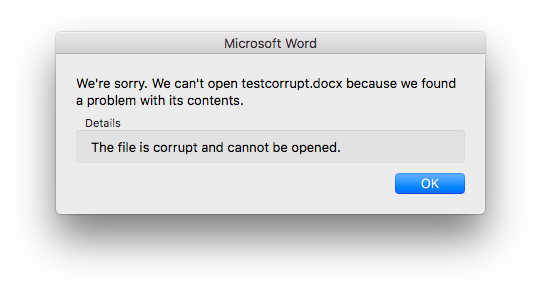 Microsoft Word
We're sorry. We can't open testcorrupt.docx because we found
a problem with its contents.
Details
The file is corrupt and cannot be opened.
OK